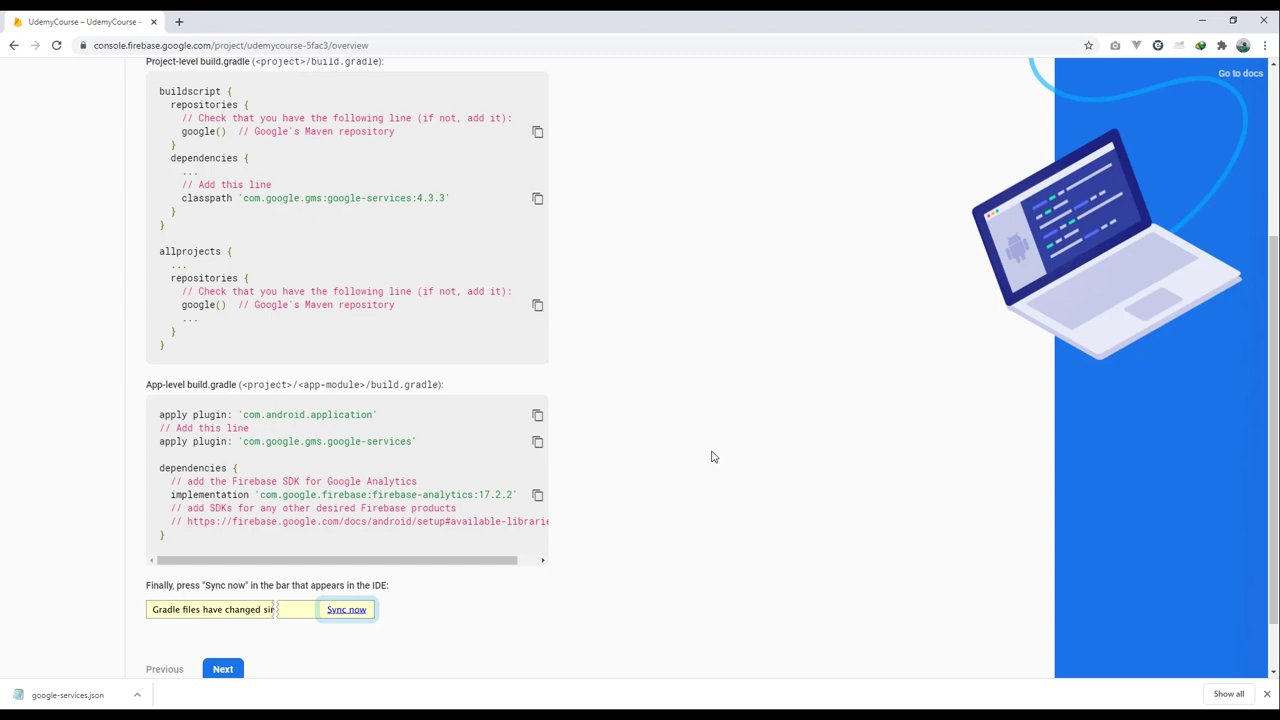 UdemyCourse – UdemyCourse -
console.firebase.google.com/project/udemycourse-5fac3/overview
Go to docs
Project-level build.gradle (<project>/build.gradle):
buildscript {
repositories {
// Check that you have the following line (if not, add it):
google()  // Google's Maven repository
}
dependencies {
...
// Add this line
classpath 'com.google.gms:google-services:4.3.3'
}
}
allprojects {
...
repositories {
// Check that you have the following line (if not, add it):
google()  // Google's Maven repository
...
}
}
App-level build.gradle (<project>/<app-module>/build.gradle):
apply plugin: 'com.android.application'
// Add this line
apply plugin: 'com.google.gms.google-services'
dependencies {
// add the Firebase SDK for Google Analytics
implementation 'com.google.firebase:firebase-analytics:17.2.2'
// add SDKs for any other desired Firebase products
// https://firebase.google.com/docs/android/setup#available-librarie
}
Finally, press "Sync now" in the bar that appears in the IDE:
Gradle files have changed sin Sync now
Previous Next
google-services.json
Show all